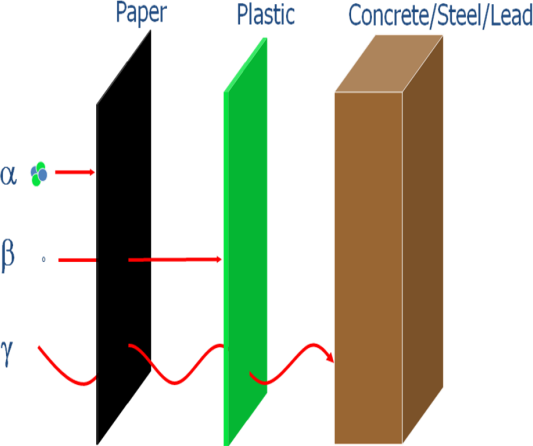 Paper Plastic Concrete/Steel/Lead
α
β
γ